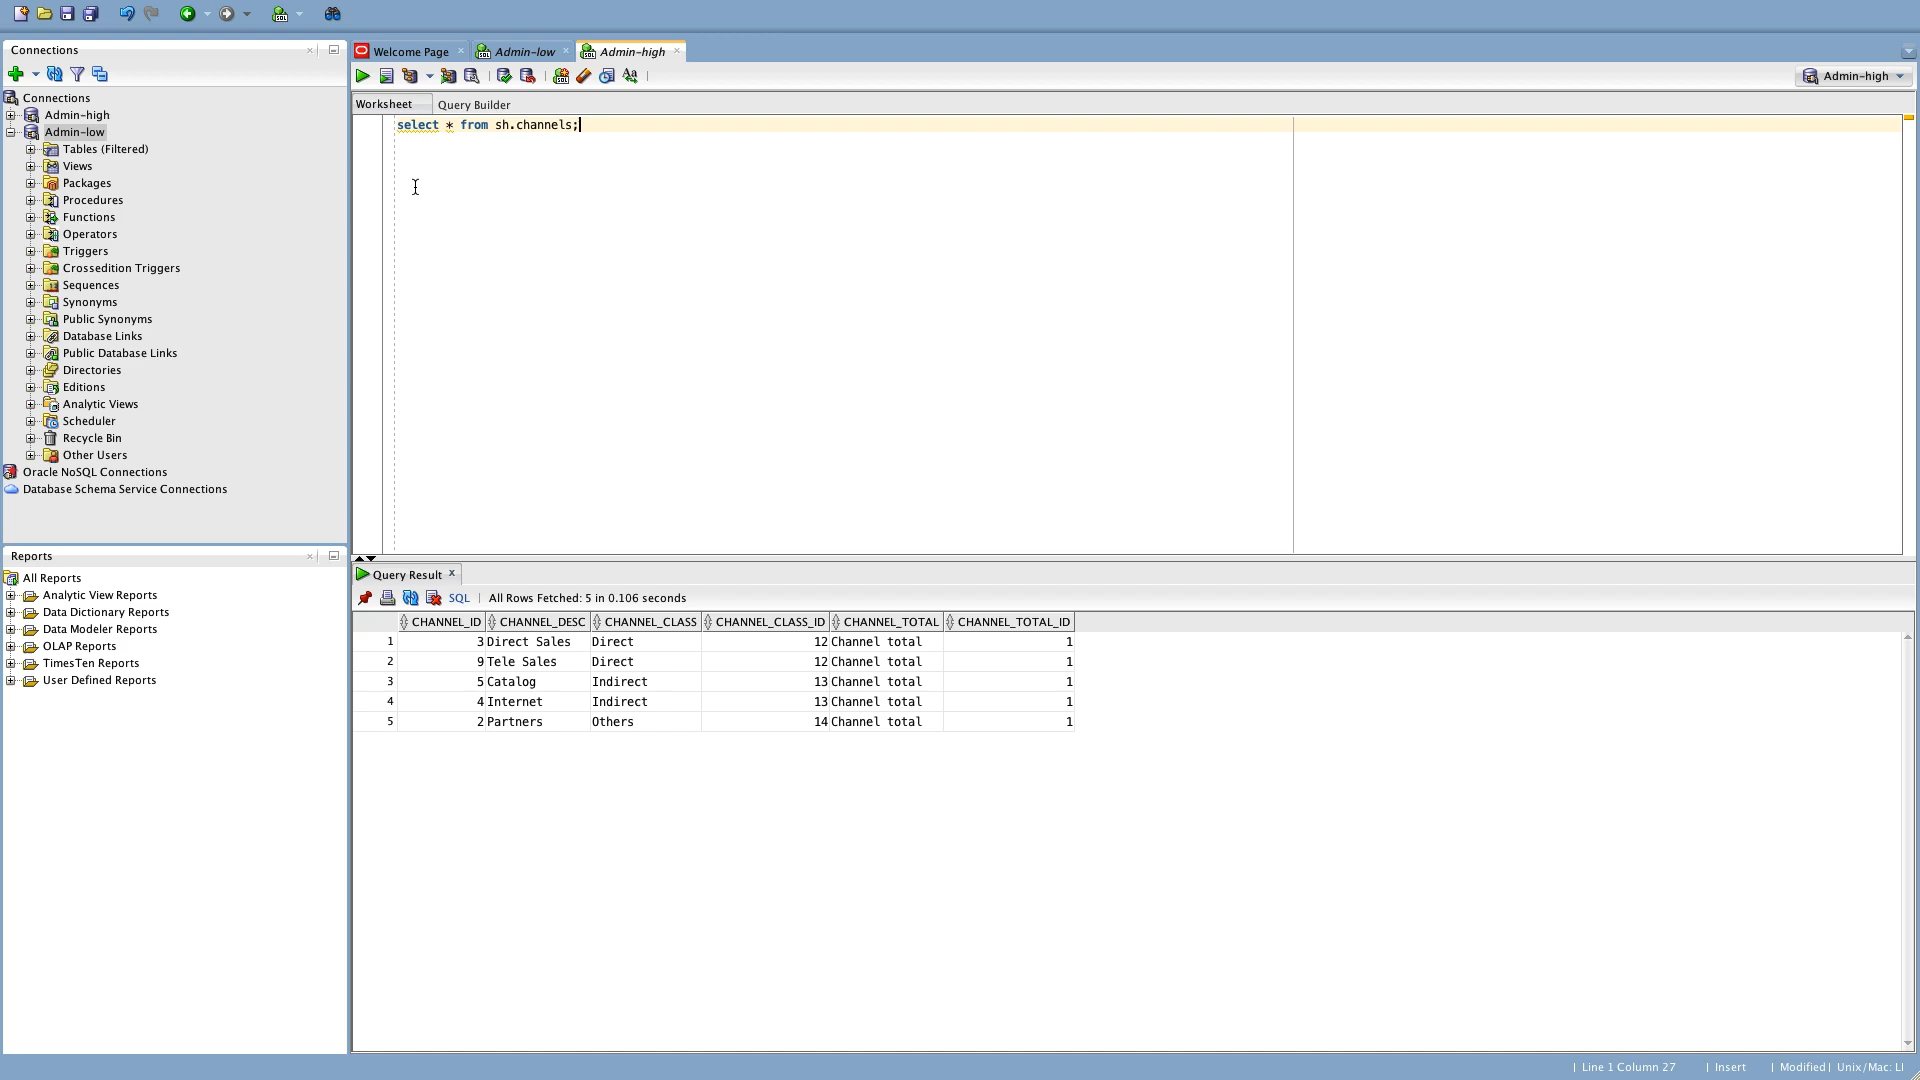 Connections
Connections
Admin-high
Admin-low
Tables (Filtered)
Views
Packages
Procedures
Functions
Operators
Triggers
Crossedition Triggers
Sequences
Synonyms
Public Synonyms
Database Links
Public Database Links
Directories
Editions
Analytic Views
Scheduler
Recycle Bin
Other Users
Oracle NoSQL Connections
Database Schema Service Connections
Reports
All Reports
Analytic View Reports
Data Dictionary Reports
Data Modeler Reports
OLAP Reports
TimesTen Reports
User Defined Reports
Welcome Page Admin-low Admin-high
Aa Admin-high
Worksheet Query Builder
select * from sh.channels;
Query Result
SQL | All Rows Fetched: 5 in 0.106 seconds
CHANNEL_ID CHANNEL_DESC CHANNEL_CLASS CHANNEL_CLASS_ID CHANNEL_TOTAL CHANNEL_TOTAL_ID
1 3 Direct Sales Direct 12 Channel total 1
2 9 Tele Sales Direct 12 Channel total 1
3 5 Catalog Indirect 13 Channel total 1
4 4 Internet Indirect 13 Channel total 1
5 2 Partners Others 14 Channel total 1
| Line 1 Column 27 | Insert | Modified | Unix/Mac: LI